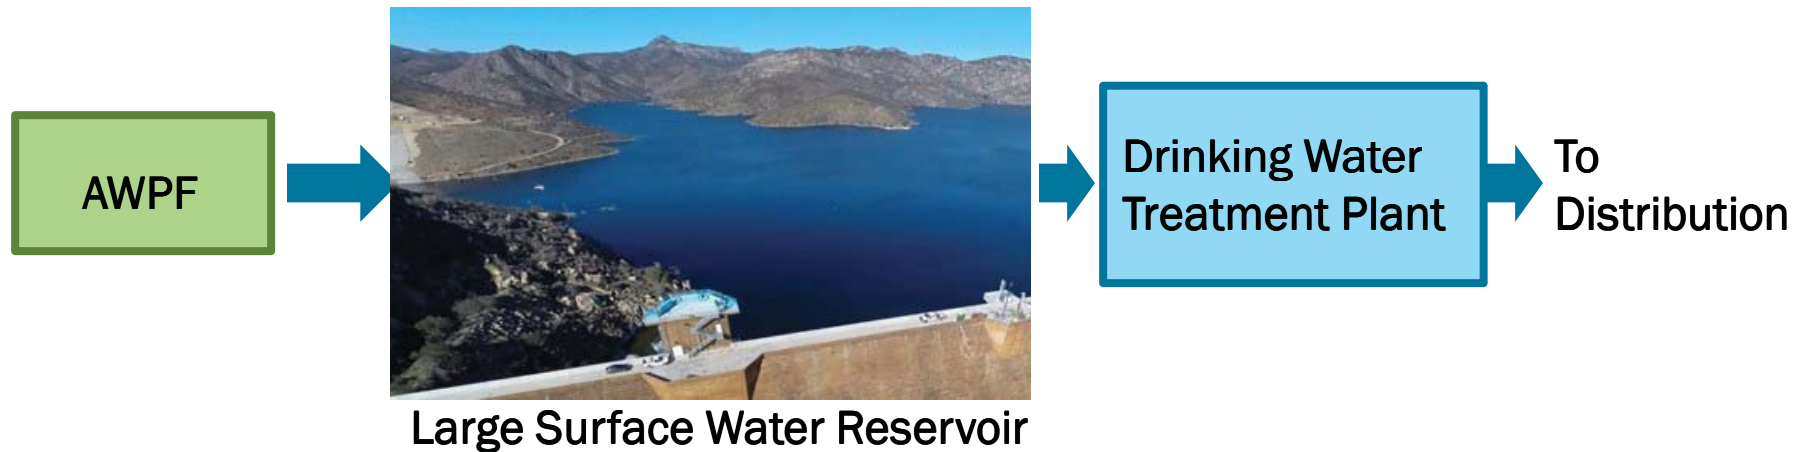 AWPF
Large Surface Water Reservoir
Drinking Water
Treatment Plant
To
Distribution